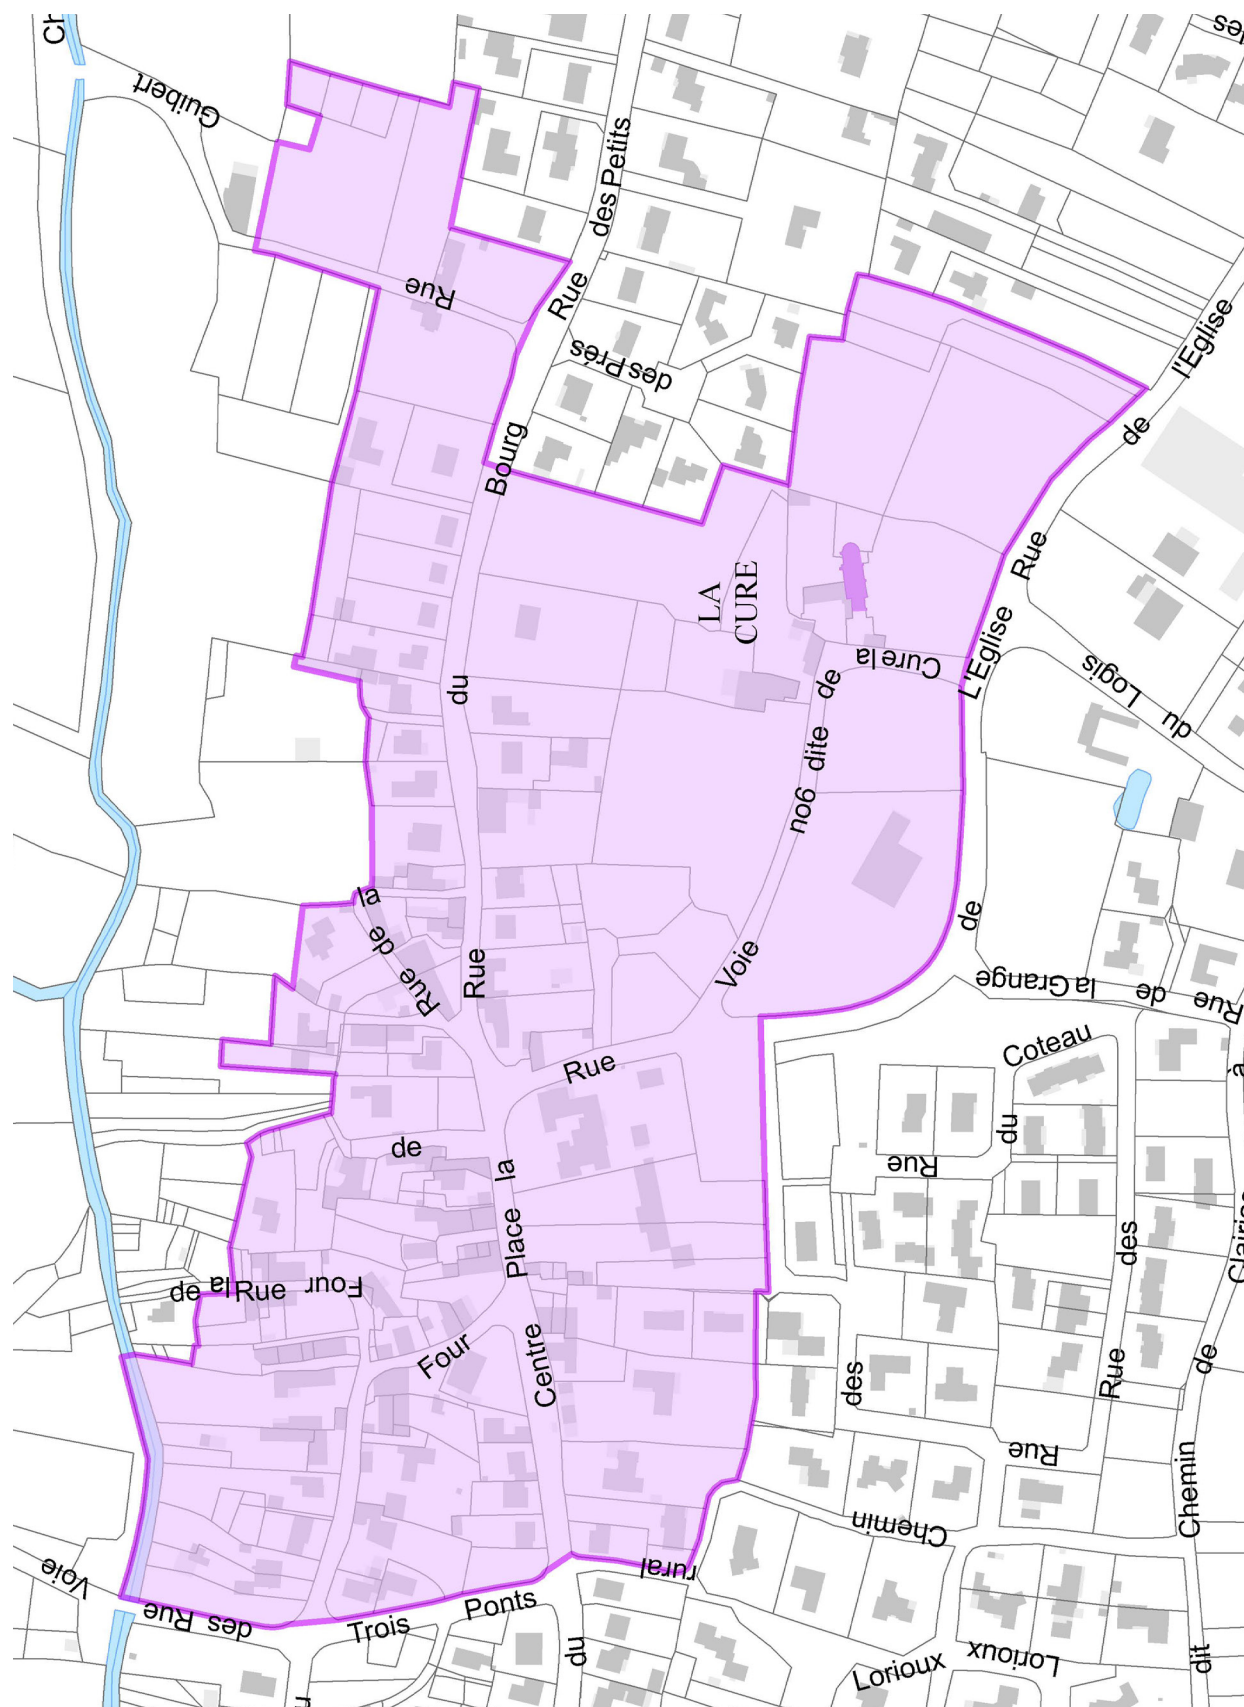 Ch
Guibert
des Petits
Rue
Rue
des Prés
l'Eglise
de
Bourg
Rue
LA
CURE
L'Eglise
Cure la
de
du
Logis
du
dite
nº9
la
de
Rue
Rue
Voie
de
la Grange
de
Rue
Rue
Coteau
du
Rue
à
de
la
Place
des
Clairise
de la
Rue
Four
Four
Centre
des
Rue
de
Rue
Chemin
Chemin
rural
Voie
des Rue
Trois
Ponts
du
Lorioux
Lorioux
dit